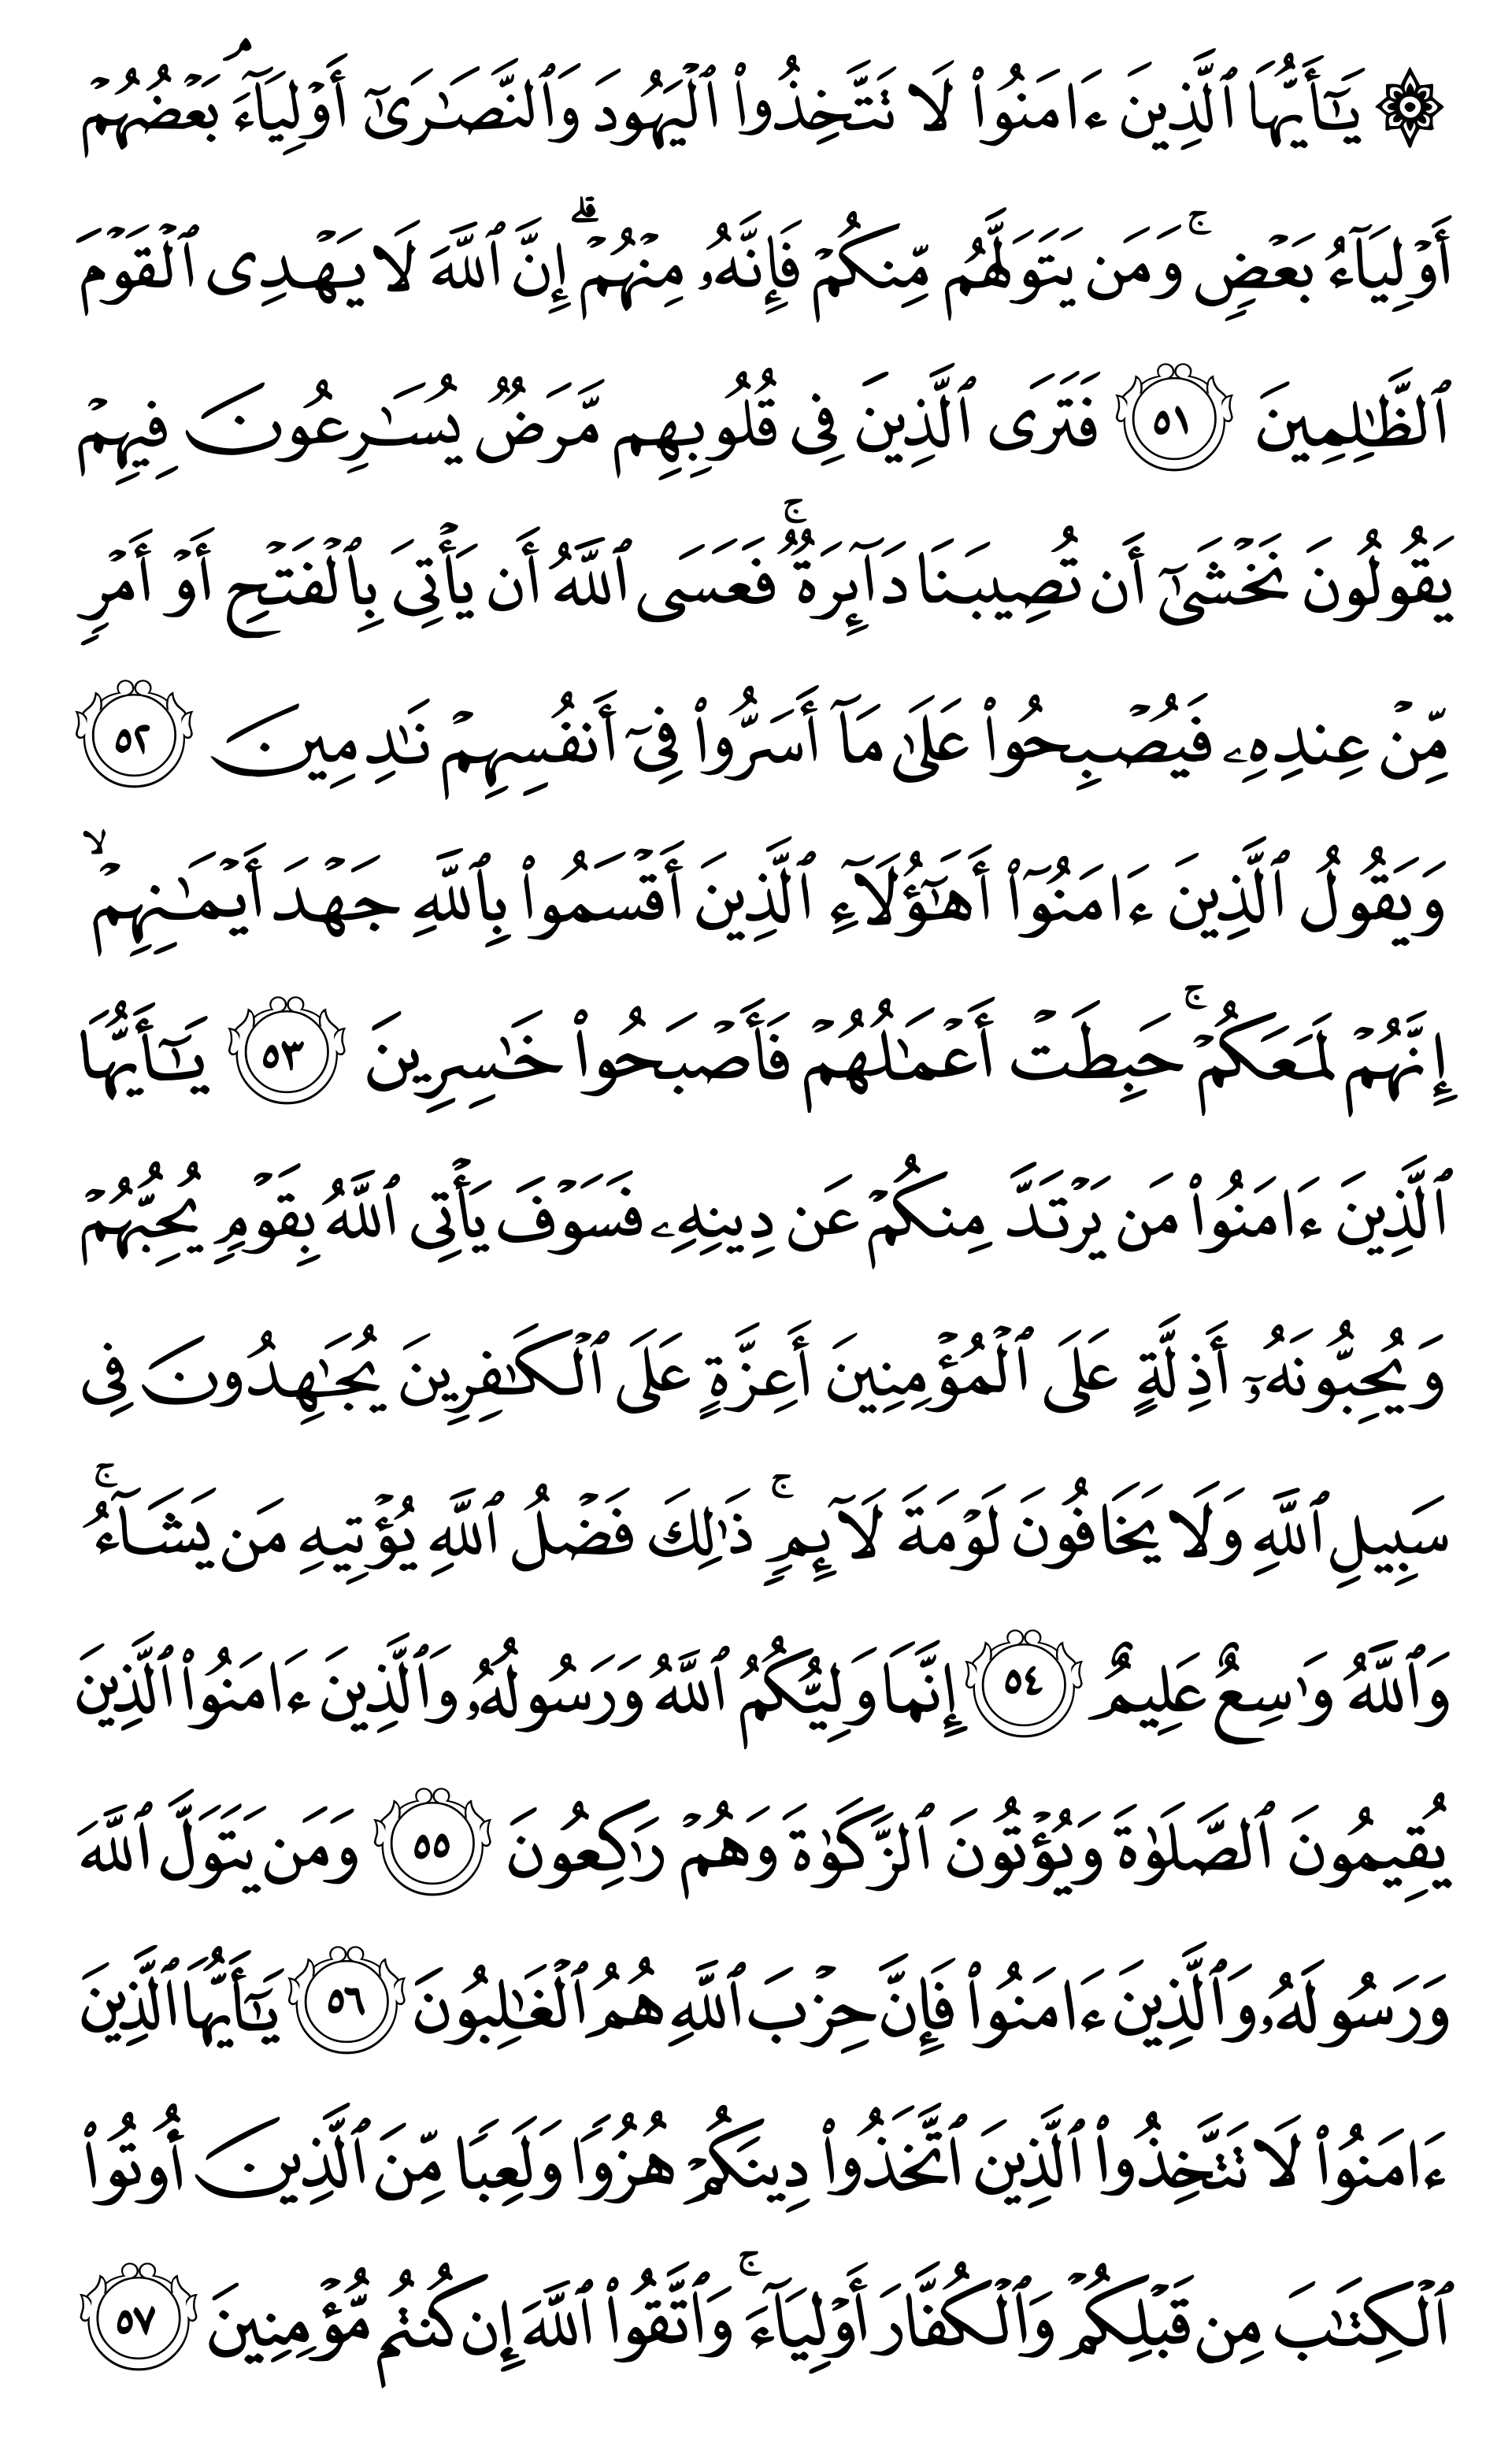 ۞ يَٰٓأَيُّهَا ٱلَّذِينَ ءَامَنُوا۟ لَا تَتَّخِذُوا۟ ٱلْيَهُودَ وَٱلنَّصَٰرَىٰٓ أَوْلِيَآءَ ۘ بَعْضُهُمْ
أَوْلِيَآءُ بَعْضٍ ۚ وَمَن يَتَوَلَّهُم مِّنكُمْ فَإِنَّهُۥ مِنْهُمْ ۗ إِنَّ ٱللَّهَ لَا يَهْدِى ٱلْقَوْمَ
ٱلظَّٰلِمِينَ ٥١ فَتَرَى ٱلَّذِينَ فِى قُلُوبِهِم مَّرَضٌ يُسَٰرِعُونَ فِيهِمْ
يَقُولُونَ نَخْشَىٰٓ أَن تُصِيبَنَا دَآئِرَةٌ ۚ فَعَسَى ٱللَّهُ أَن يَأْتِىَ بِٱلْفَتْحِ أَوْ أَمْرٍ
مِّنْ عِندِهِۦ فَيُصْبِحُوا۟ عَلَىٰ مَآ أَسَرُّوا۟ فِىٓ أَنفُسِهِمْ نَٰدِمِينَ ٥٢
وَيَقُولُ ٱلَّذِينَ ءَامَنُوٓا۟ أَهَٰٓؤُلَآءِ ٱلَّذِينَ أَقْسَمُوا۟ بِٱللَّهِ جَهْدَ أَيْمَٰنِهِمْ ۙ
إِنَّهُمْ لَمَعَكُمْ ۚ حَبِطَتْ أَعْمَٰلُهُمْ فَأَصْبَحُوا۟ خَٰسِرِينَ ٥٣ يَٰٓأَيُّهَا
ٱلَّذِينَ ءَامَنُوا۟ مَن يَرْتَدَّ مِنكُمْ عَن دِينِهِۦ فَسَوْفَ يَأْتِى ٱللَّهُ بِقَوْمٍ يُحِبُّهُمْ
وَيُحِبُّونَهُۥٓ أَذِلَّةٍ عَلَى ٱلْمُؤْمِنِينَ أَعِزَّةٍ عَلَى ٱلْكَٰفِرِينَ يُجَٰهِدُونَ فِى
سَبِيلِ ٱللَّهِ وَلَا يَخَافُونَ لَوْمَةَ لَآئِمٍ ۚ ذَٰلِكَ فَضْلُ ٱللَّهِ يُؤْتِيهِ مَن يَشَآءُ ۚ
وَٱللَّهُ وَٰسِعٌ عَلِيمٌ ٥٤ إِنَّمَا وَلِيُّكُمُ ٱللَّهُ وَرَسُولُهُۥ وَٱلَّذِينَ ءَامَنُوا۟ ٱلَّذِينَ
يُقِيمُونَ ٱلصَّلَوٰةَ وَيُؤْتُونَ ٱلزَّكَوٰةَ وَهُمْ رَٰكِعُونَ ٥٥ وَمَن يَتَوَلَّ ٱللَّهَ
وَرَسُولَهُۥ وَٱلَّذِينَ ءَامَنُوا۟ فَإِنَّ حِزْبَ ٱللَّهِ هُمُ ٱلْغَٰلِبُونَ ٥٦ يَٰٓأَيُّهَا ٱلَّذِينَ
ءَامَنُوا۟ لَا تَتَّخِذُوا۟ ٱلَّذِينَ ٱتَّخَذُوا۟ دِينَكُمْ هُزُوًا وَلَعِبًا مِّنَ ٱلَّذِينَ أُوتُوا۟
ٱلْكِتَٰبَ مِن قَبْلِكُمْ وَٱلْكُفَّارَ أَوْلِيَآءَ ۚ وَٱتَّقُوا۟ ٱللَّهَ إِن كُنتُم مُّؤْمِنِينَ ٥٧